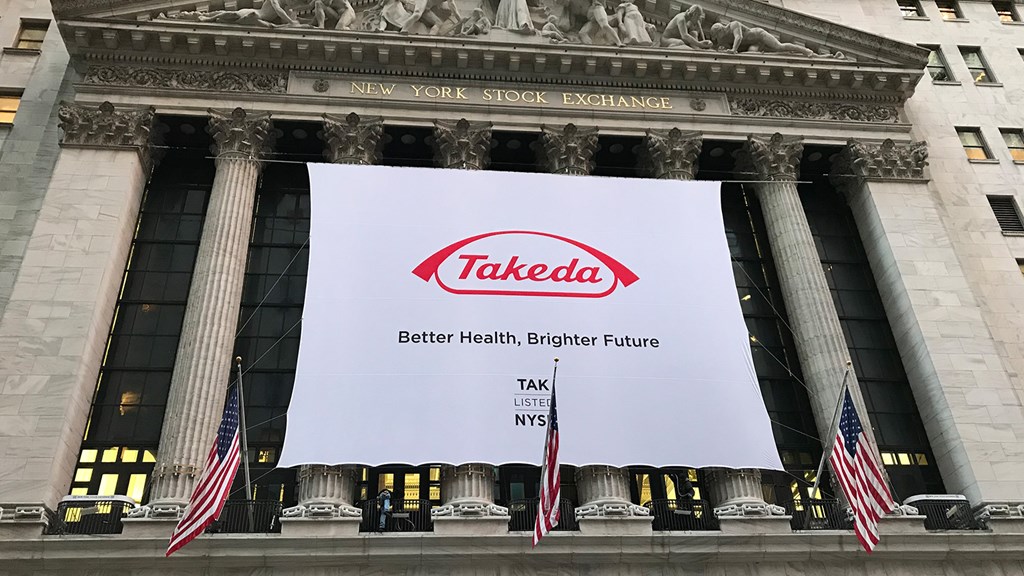 NEW YORK STOCK EXCHANGE
Takeda
Better Health, Brighter Future
TAK
LISTED
NYS